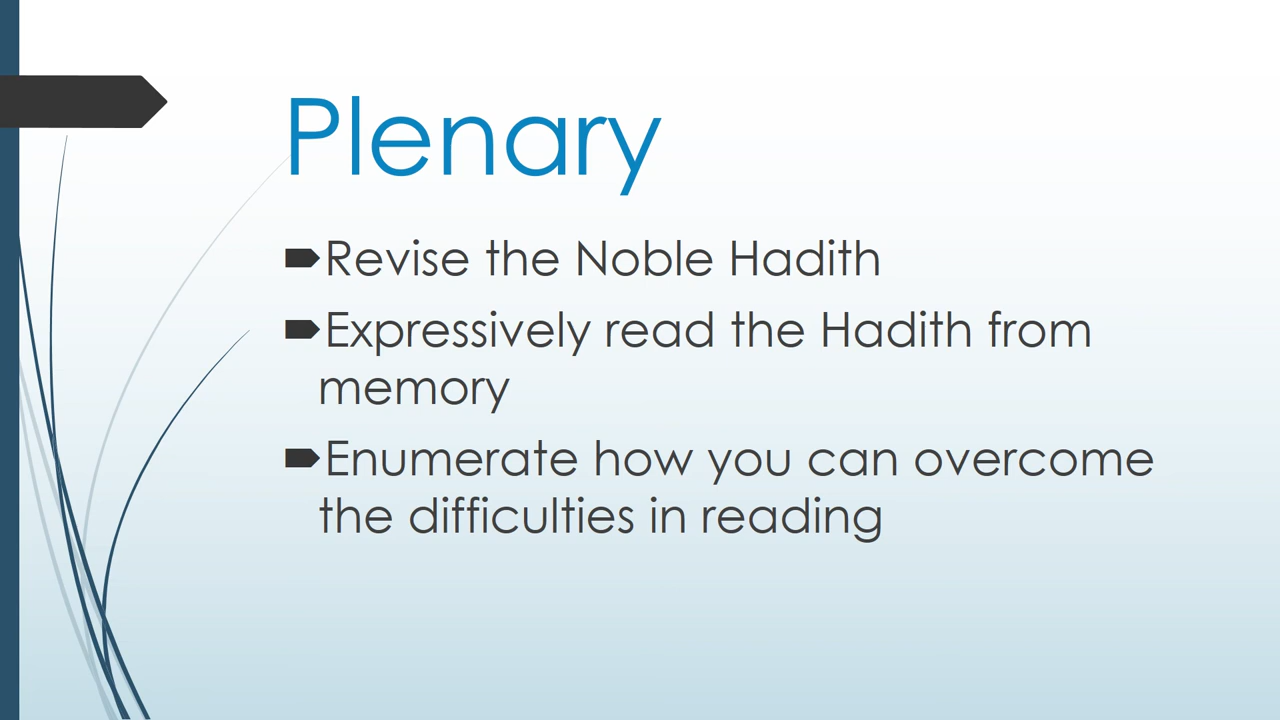 Plenary
Revise the Noble Hadith
Expressively read the Hadith from
memory
Enumerate how you can overcome
the difficulties in reading